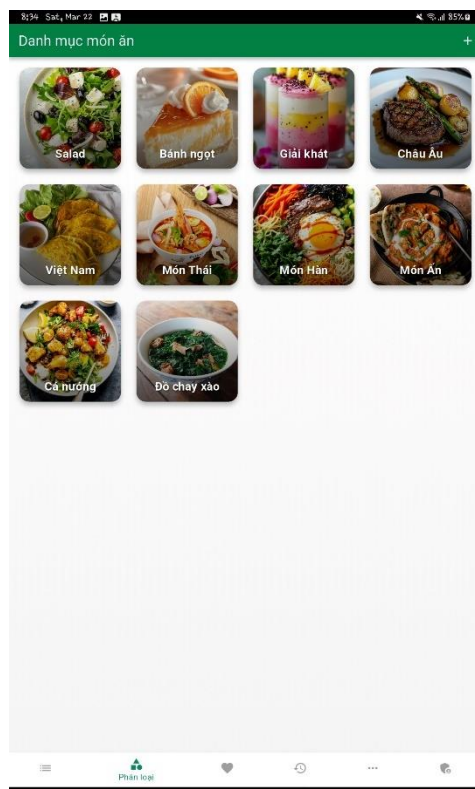 8:34 Sat, Mar 22 85%
Danh mục món ăn +
Salad Bánh ngọt Giải khát Châu Âu
Việt Nam Món Thái Món Hàn Món Ấn
Cá nướng Đồ chay xào
Phân loại